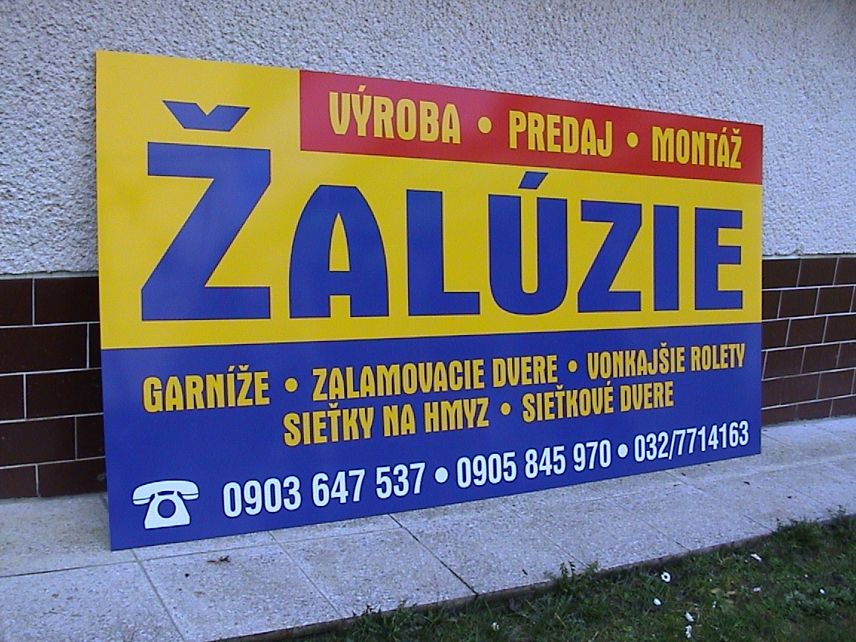 VÝROBA • PREDAJ • MONTÁŽ
ŽALÚZIE
GARNÍŽE • ZALAMOVACIE DVERE • VONKAJŠIE ROLETY
SIEŤKY NA HMYZ • SIEŤKOVÉ DVERE
0903 647 537 • 0905 845 970 • 032/7714163